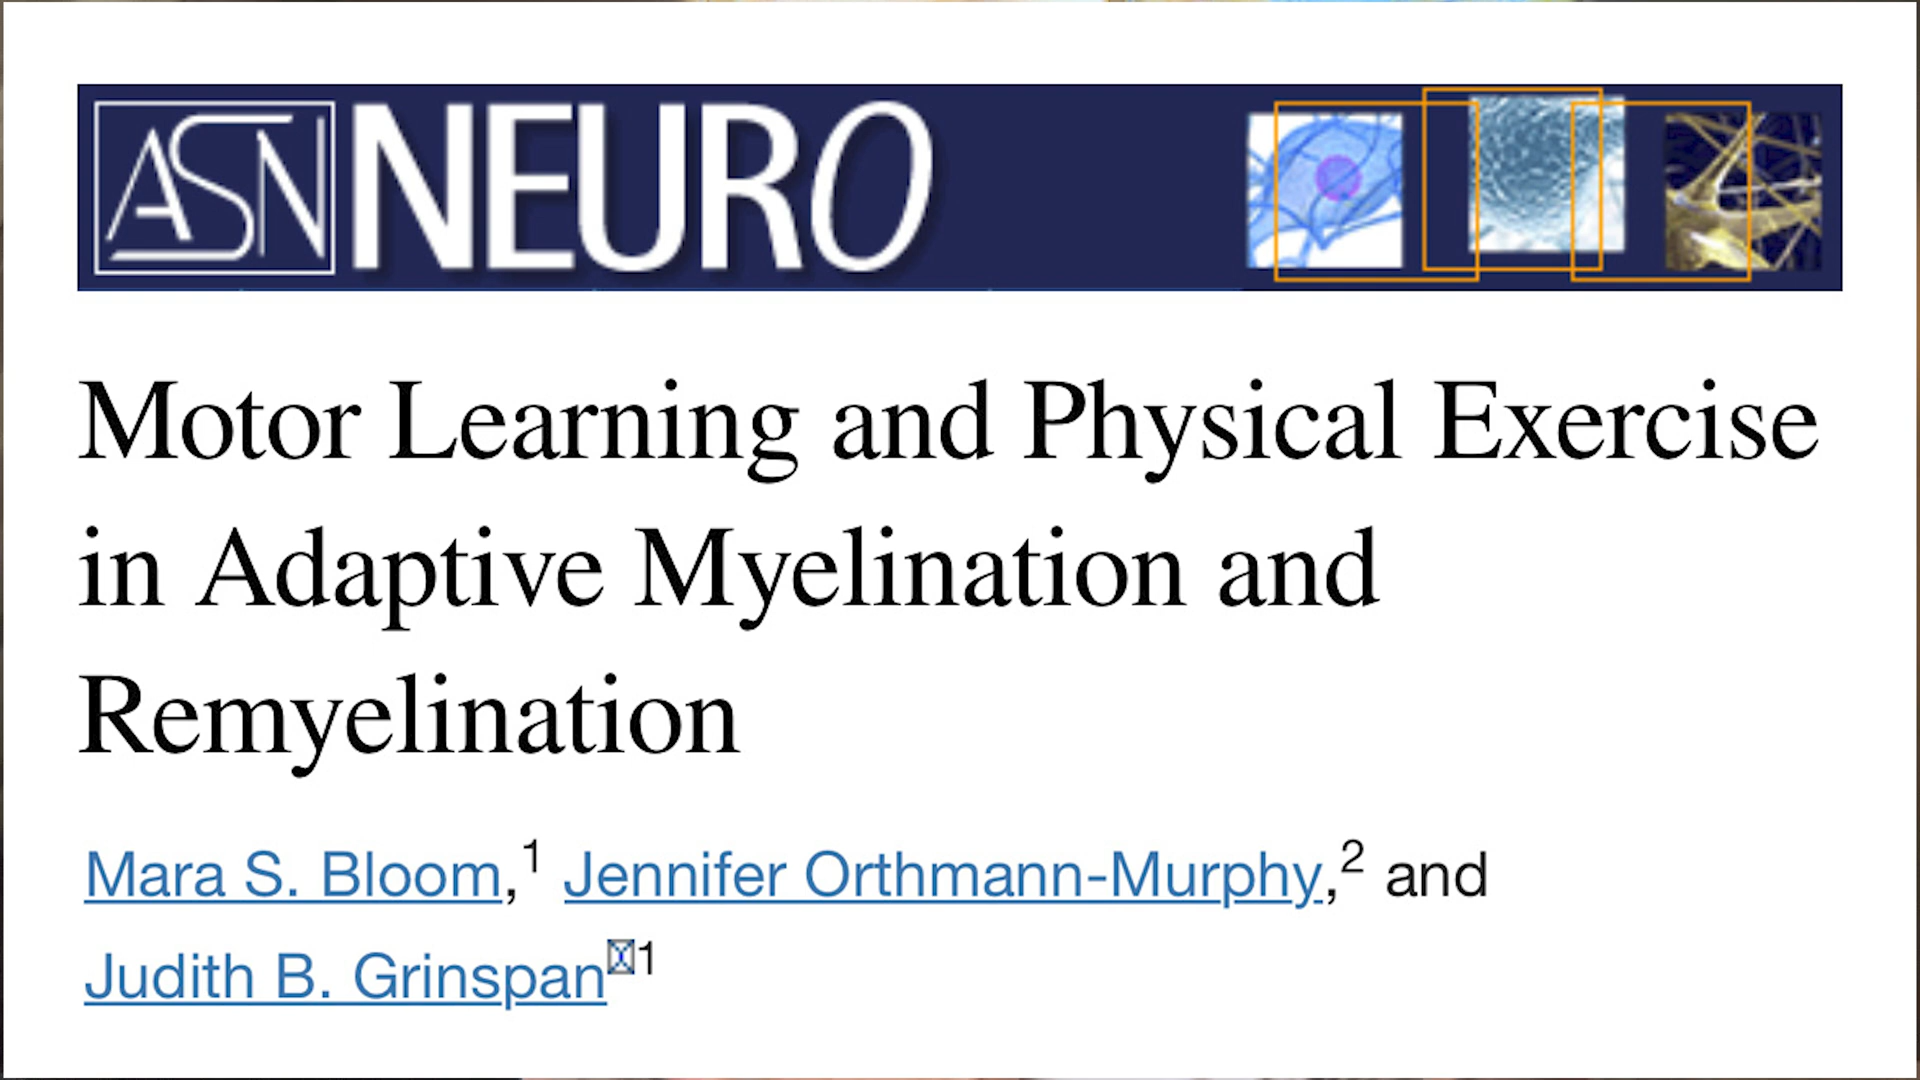 ASN NEURO
Motor Learning and Physical Exercise
in Adaptive Myelination and
Remyelination
Mara S. Bloom,1 Jennifer Orthmann-Murphy,2 and
Judith B. Grinspan1